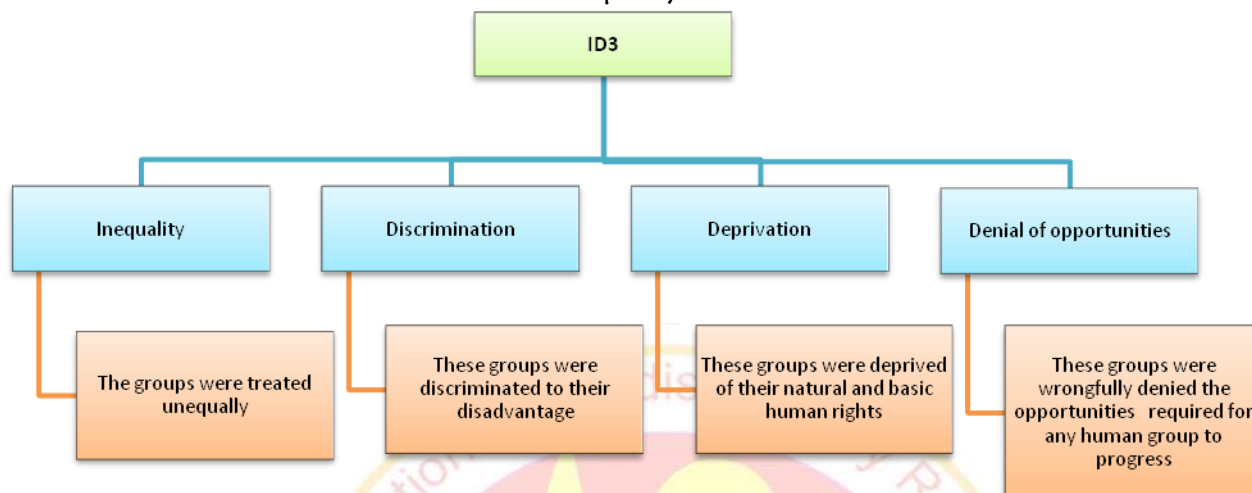 ID3
Inequality
Discrimination
Deprivation
Denial of opportunities
The groups were treated
unequally
These groups were
discriminated to their
disadvantage
These groups were deprived
of their natural and basic
human rights
These groups were
wrongfully denied the
opportunities required for
any human group to
progress